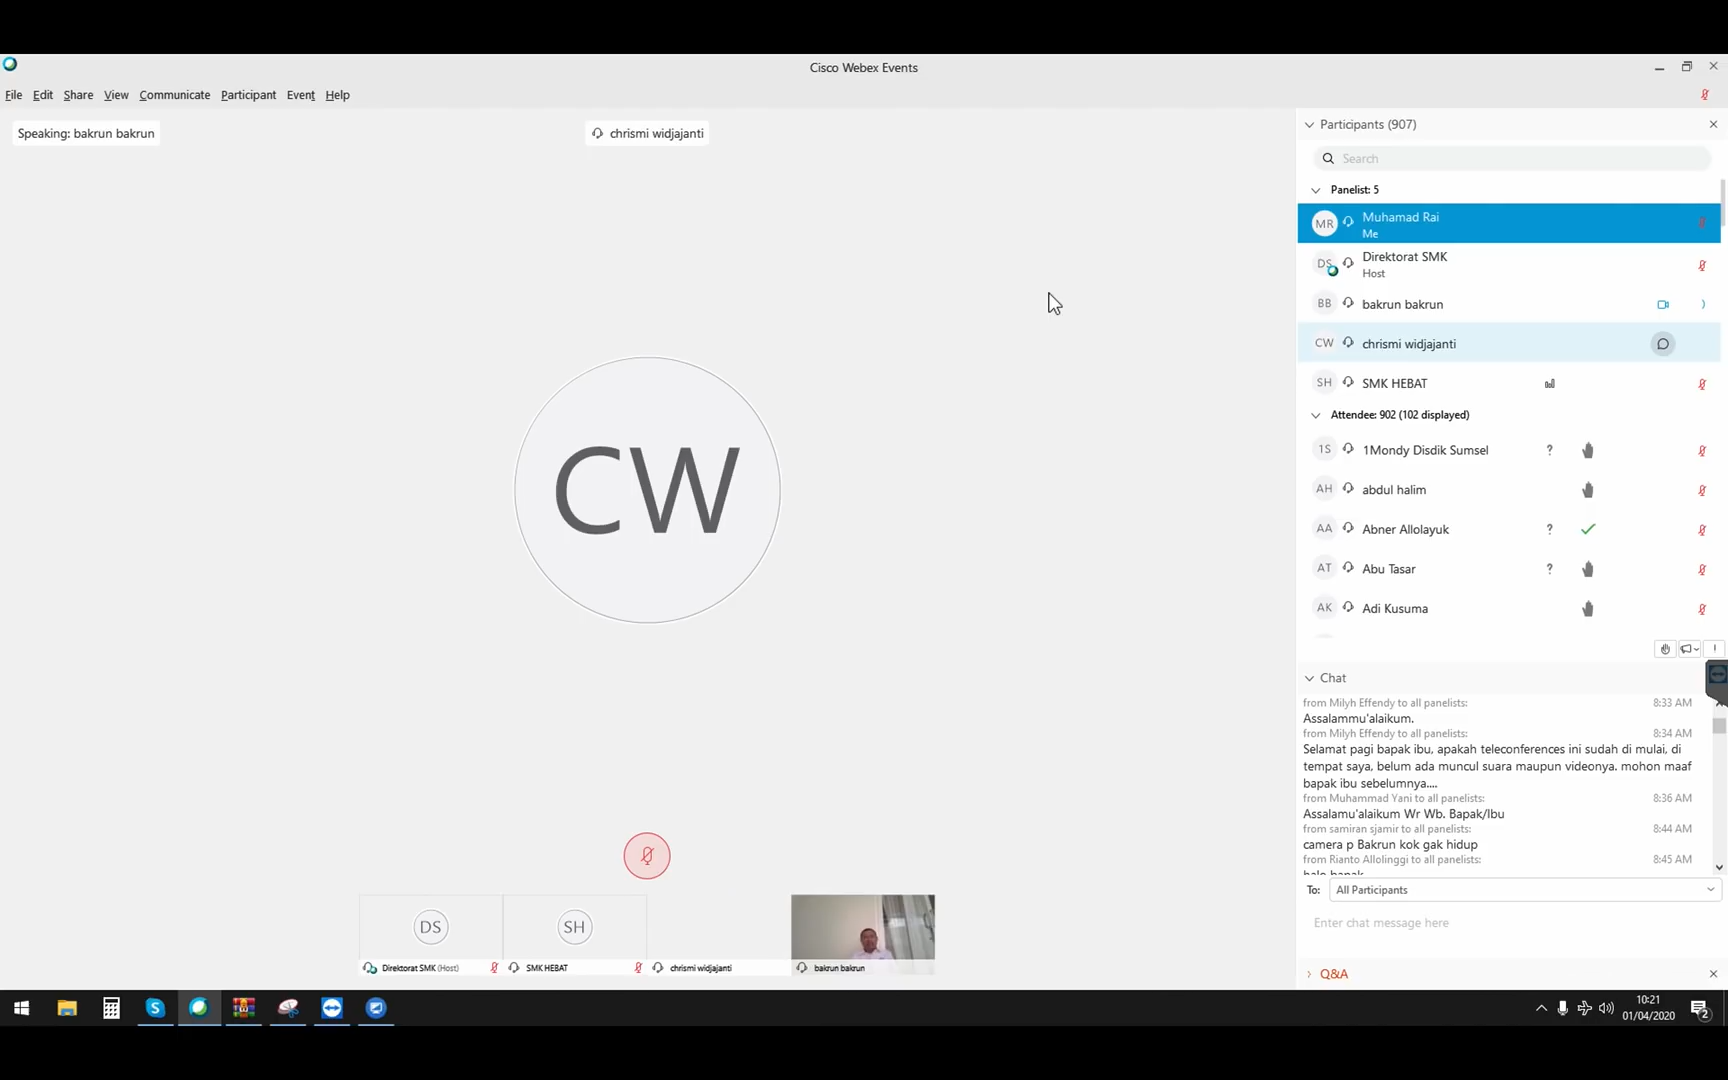 Cisco Webex Events
File Edit Share View Communicate Participant Event Help
Speaking: bakrun bakrun
chrismi widjajanti
CW
DS
Direktorat SMK (Host)
SH
SMK HEBAT
chrismi widjajanti
bakrun bakrun
Participants (907)
Search
Panelist: 5
MR
Muhamad Rai
Me
DS
Direktorat SMK
Host
BB bakrun bakrun
CW chrismi widjajanti
SH SMK HEBAT
Attendee: 902 (102 displayed)
1S 1Mondy Disdik Sumsel ?
AH abdul halim
AA Abner Allolayuk ?
AT Abu Tasar ?
AK Adi Kusuma
Chat
from Milyh Effendy to all panelists: 8:33 AM
Assalammu'alaikum.
from Milyh Effendy to all panelists: 8:34 AM
Selamat pagi bapak ibu, apakah teleconferences ini sudah di mulai, di
tempat saya, belum ada muncul suara maupun videonya. mohon maaf
bapak ibu sebelumnya....
from Muhammad Yani to all panelists: 8:36 AM
Assalamu'alaikum Wr Wb. Bapak/Ibu
from samiran sjamir to all panelists: 8:44 AM
camera p Bakrun kok gak hidup
from Rianto Allolinggi to all panelists: 8:45 AM
halo bapak
To: All Participants
Enter chat message here
Q&A
10:21
01/04/2020
2